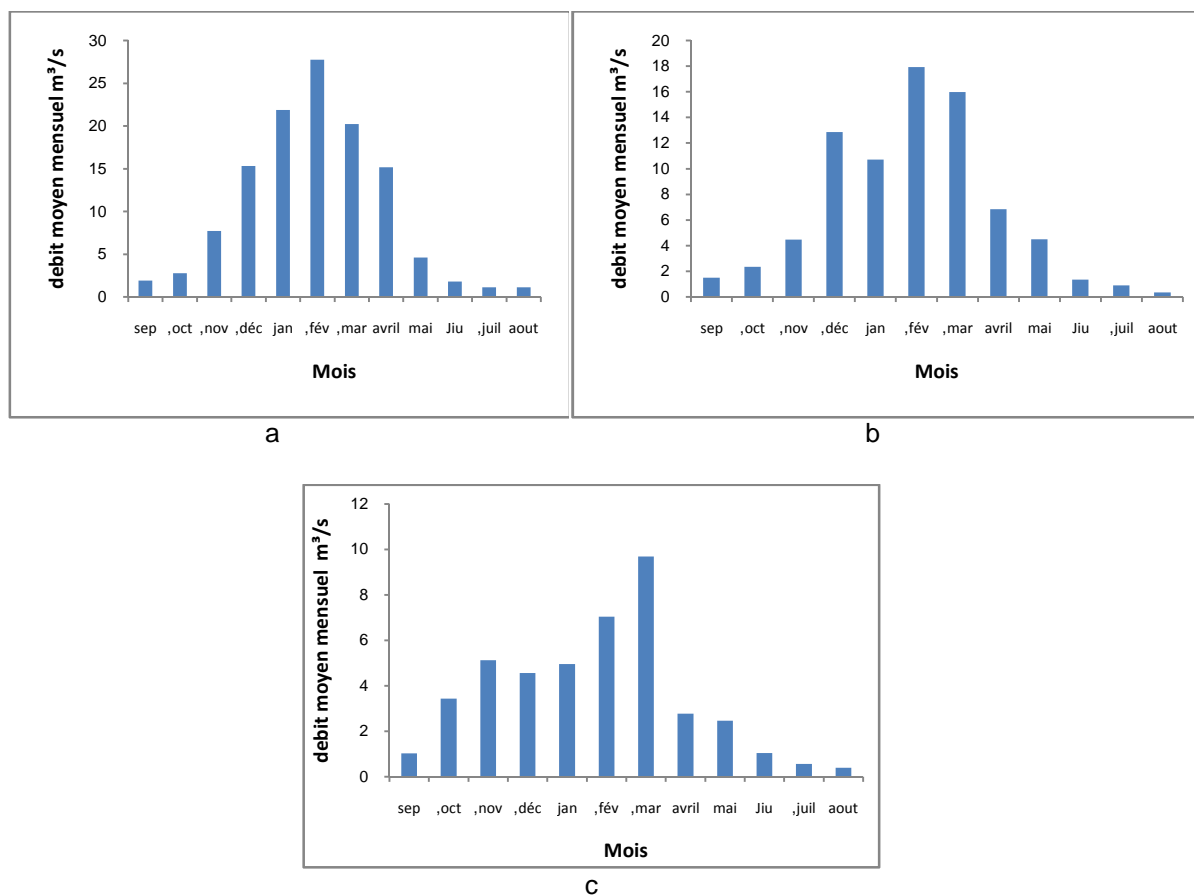 debit moyen mensuel m³/s
30
25
20
15
10
5
0
sep ,oct ,nov ,déc jan ,fév ,mar avril mai Jiu ,juil aout
Mois
a
debit moyen mensuel m³/s
20
18
16
14
12
10
8
6
4
2
0
sep ,oct ,nov ,déc jan ,fév ,mar avril mai Jiu ,juil aout
Mois
b
debit moyen mensuel m³/s
12
10
8
6
4
2
0
sep ,oct ,nov ,déc jan ,fév ,mar avril mai Jiu ,juil aout
Mois
c